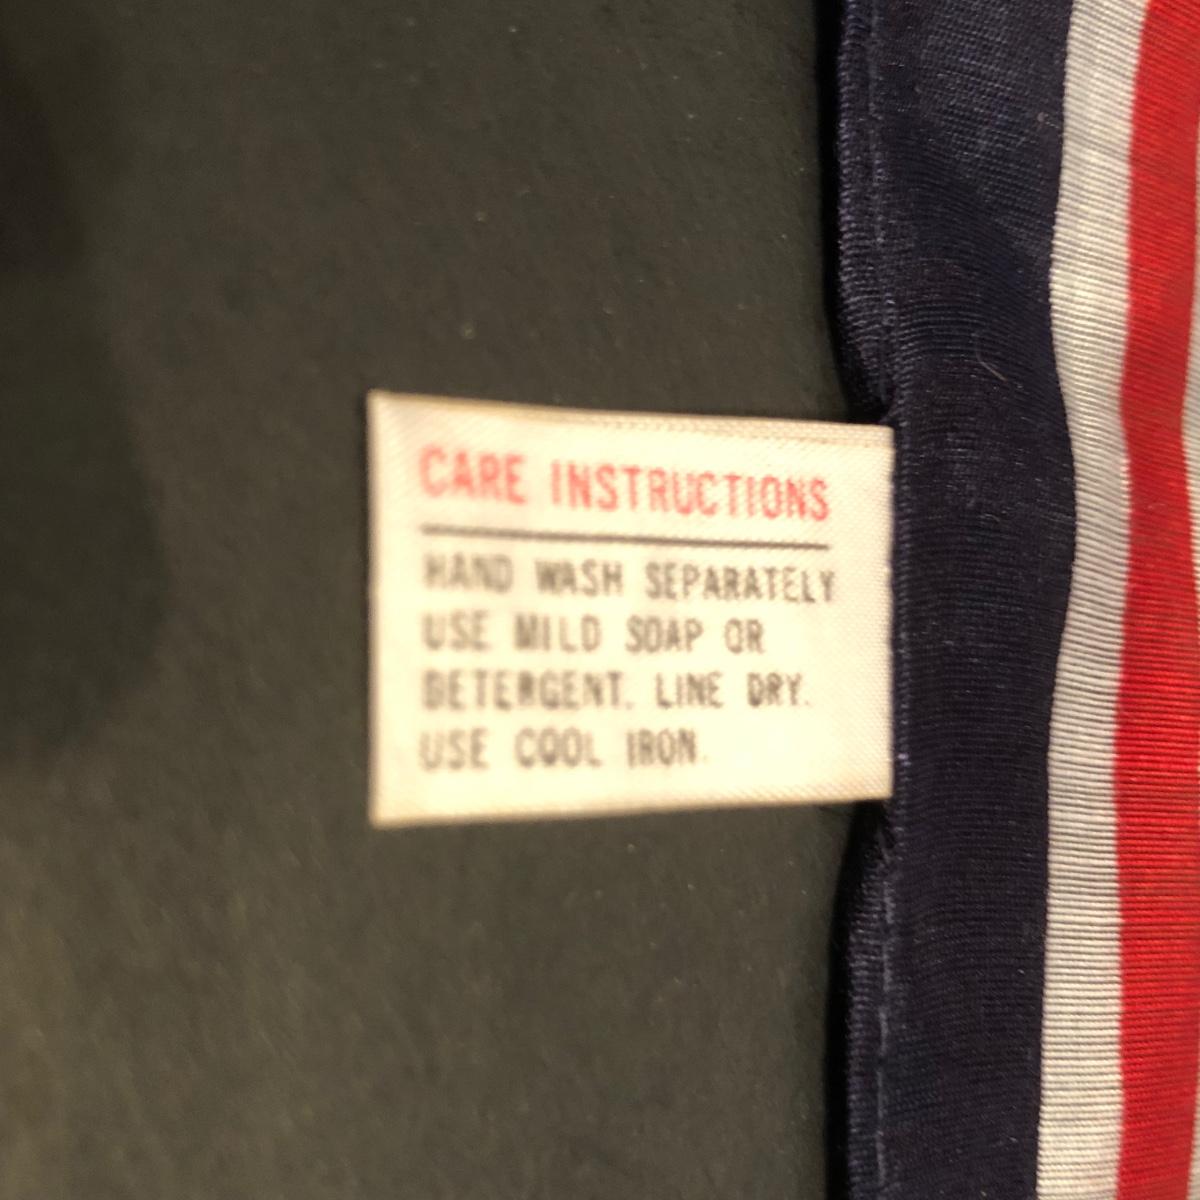 CARE INSTRUCTIONS
HAND WASH SEPARATELY
USE MILD SOAP OR
DETERGENT. LINE DRY.
USE COOL IRON.